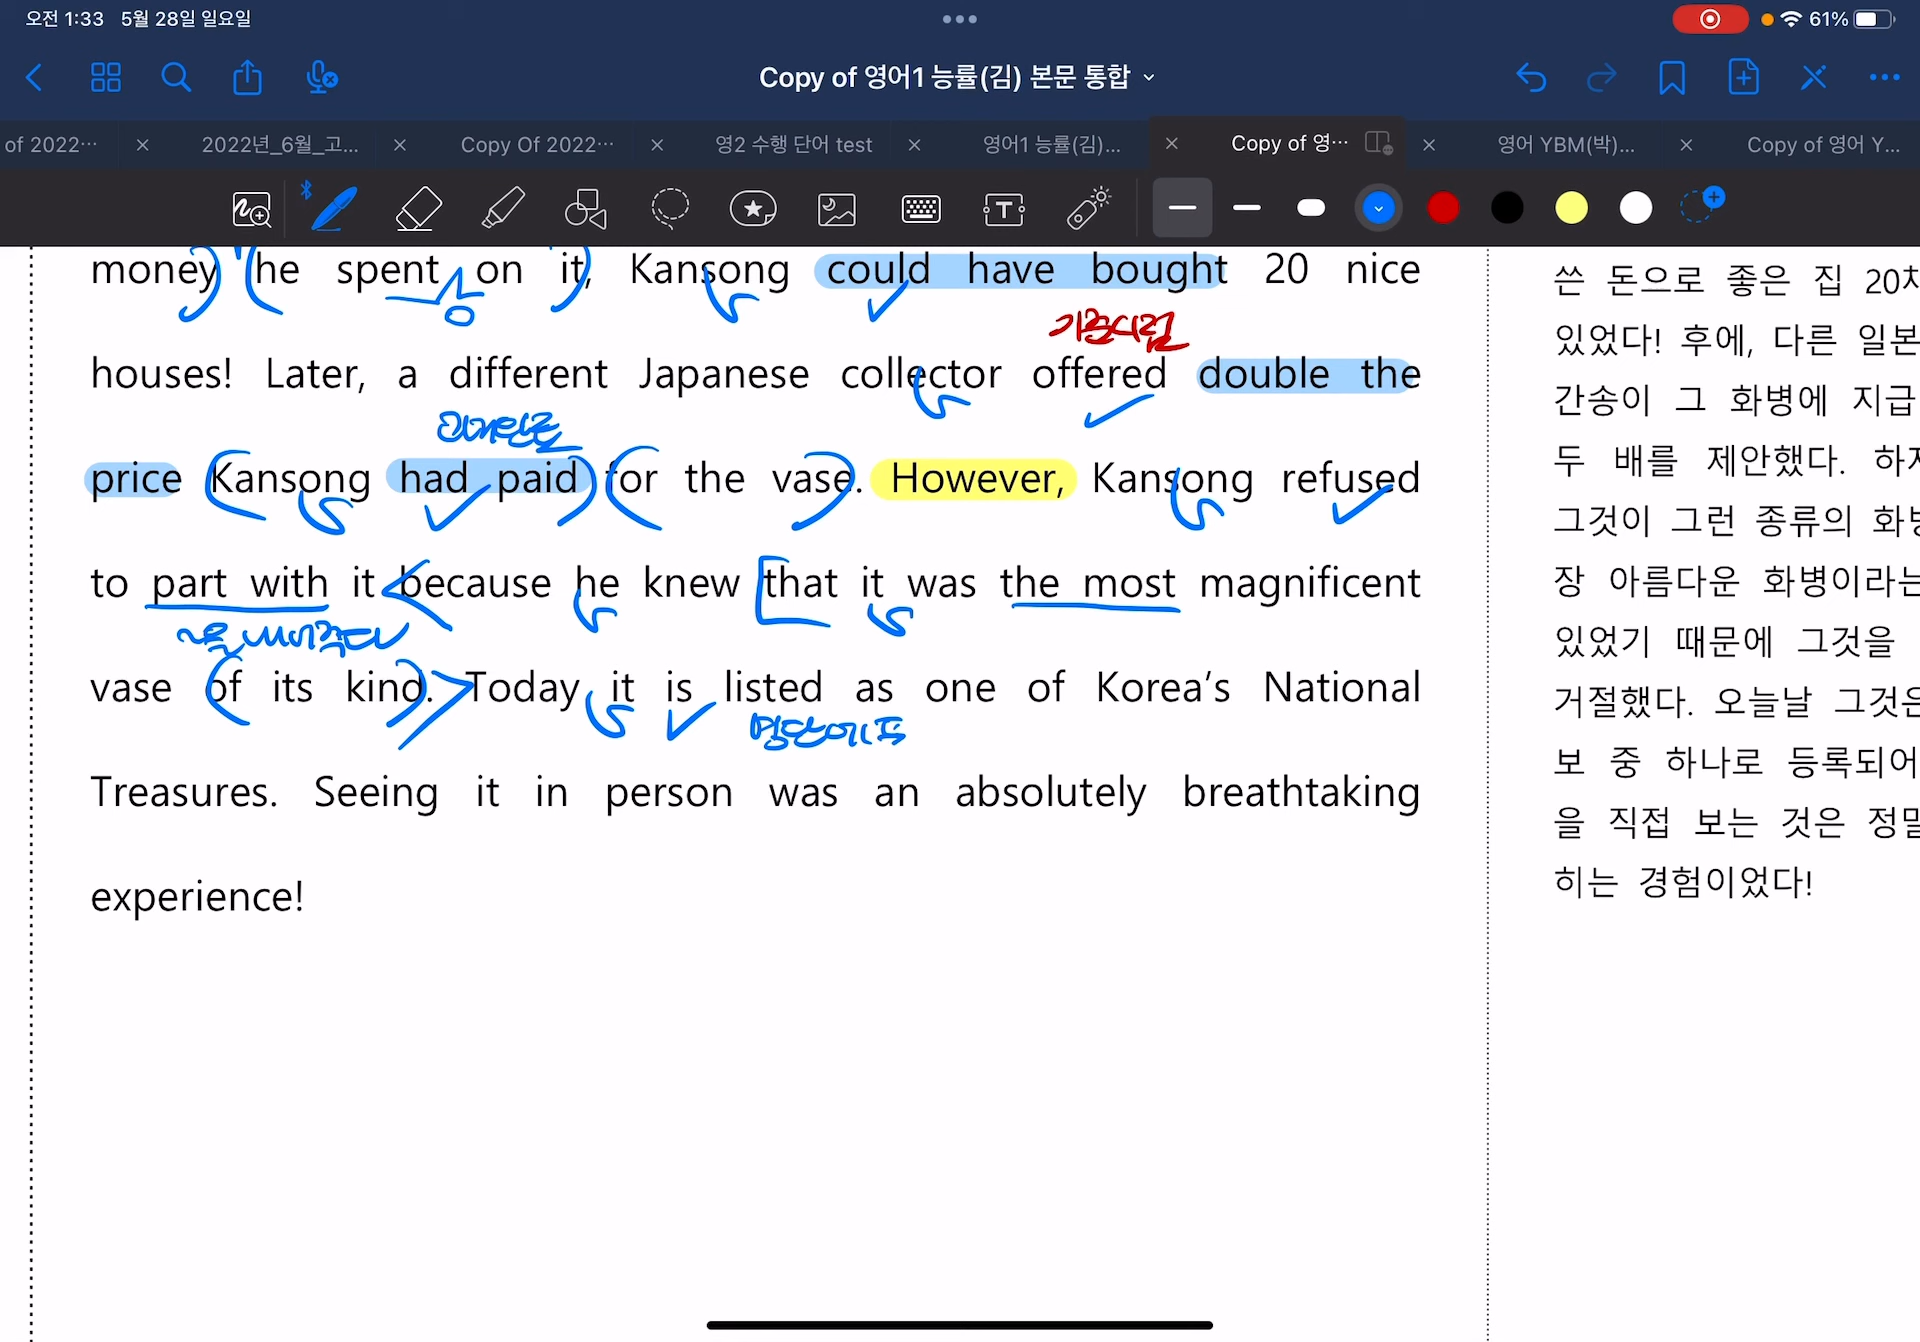 오전 1:33 5월 28일 일요일
61%
Copy of 영어1 능률(김) 본문 통합
of 2022··· 2022년_6월_고... Copy Of 2022··· 영2 수행 단어 test 영어1 능률(김)... Copy of 영··· 영어 YBM(박)... Copy of 영어 Y...
money he spent on it, Kansong could have bought 20 nice
기준시점
houses! Later, a different Japanese collector offered double the
price Kansong had paid for the vase. However, Kansong refused
to part with it because he knew that it was the most magnificent
vase of its kind. Today it is listed as one of Korea's National
Treasures. Seeing it in person was an absolutely breathtaking
experience!
쓴 돈으로 좋은 집 20
있었다! 후에, 다른 일본
간송이 그 화병에 지급
두 배를 제안했다. 하
그것이 그런 종류의 화
장 아름다운 화병이라는
있었기 때문에 그것을
거절했다. 오늘날 그것은
보 중 하나로 등록되어
을 직접 보는 것은 정말
히는 경험이었다!